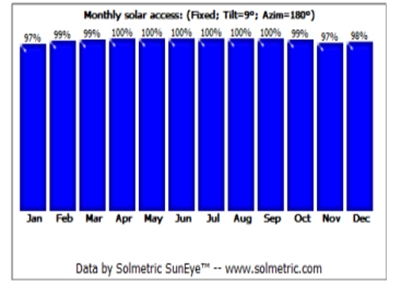 Monthly solar access: (Fixed; Tilt=9°; Azim=180°)
97% 99% 99% 100% 100% 100% 100% 100% 100% 99% 97% 98%
Jan Feb Mar Apr May Jun Jul Aug Sep Oct Nov Dec
Data by Solmetric SunEye™ -- www.solmetric.com